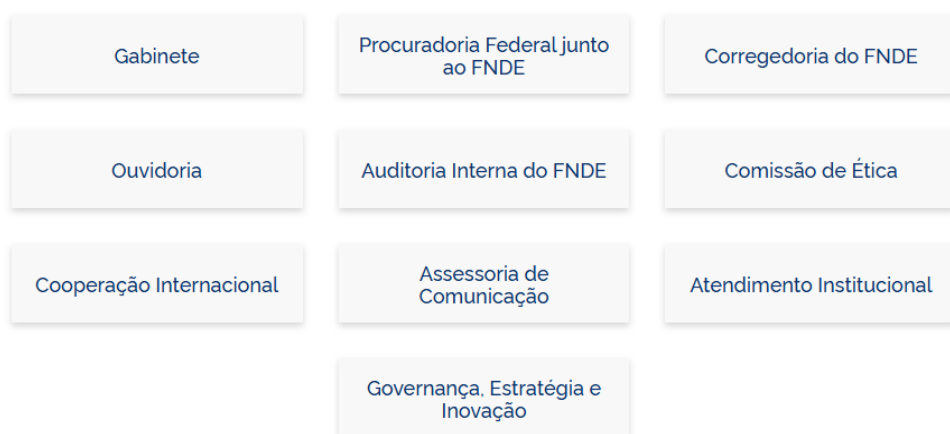 Gabinete
Procuradoria Federal junto
ao FNDE
Corregedoria do FNDE
Ouvidoria
Auditoria Interna do FNDE
Comissão de Ética
Cooperação Internacional
Assessoria de
Comunicação
Atendimento Institucional
Governança, Estratégia e
Inovação